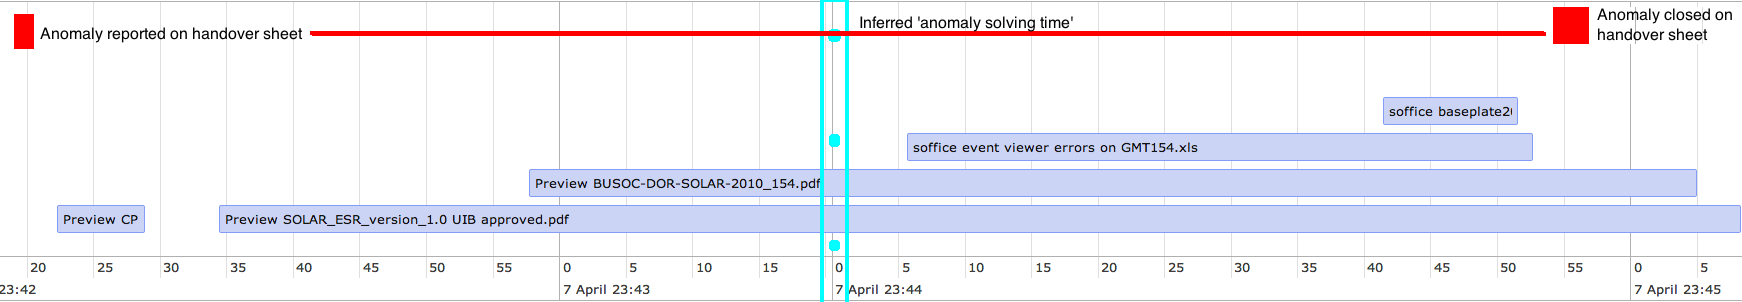 Anomaly reported on handover sheet
Inferred 'anomaly solving time'
Anomaly closed on
handover sheet
soffice baseplate20
soffice event viewer errors on GMT154.xls
Preview BUSOC-DOR-SOLAR-2010_154.pdf
Preview CP
Preview SOLAR_ESR_version_1.0 UIB approved.pdf
20 25 30 35 40 45 50 55 0 5 10 15 0 5 10 15 20 25 30 35 40 45 50 55 0 5
23:42 7 April 23:43 7 April 23:44 7 April 23:45